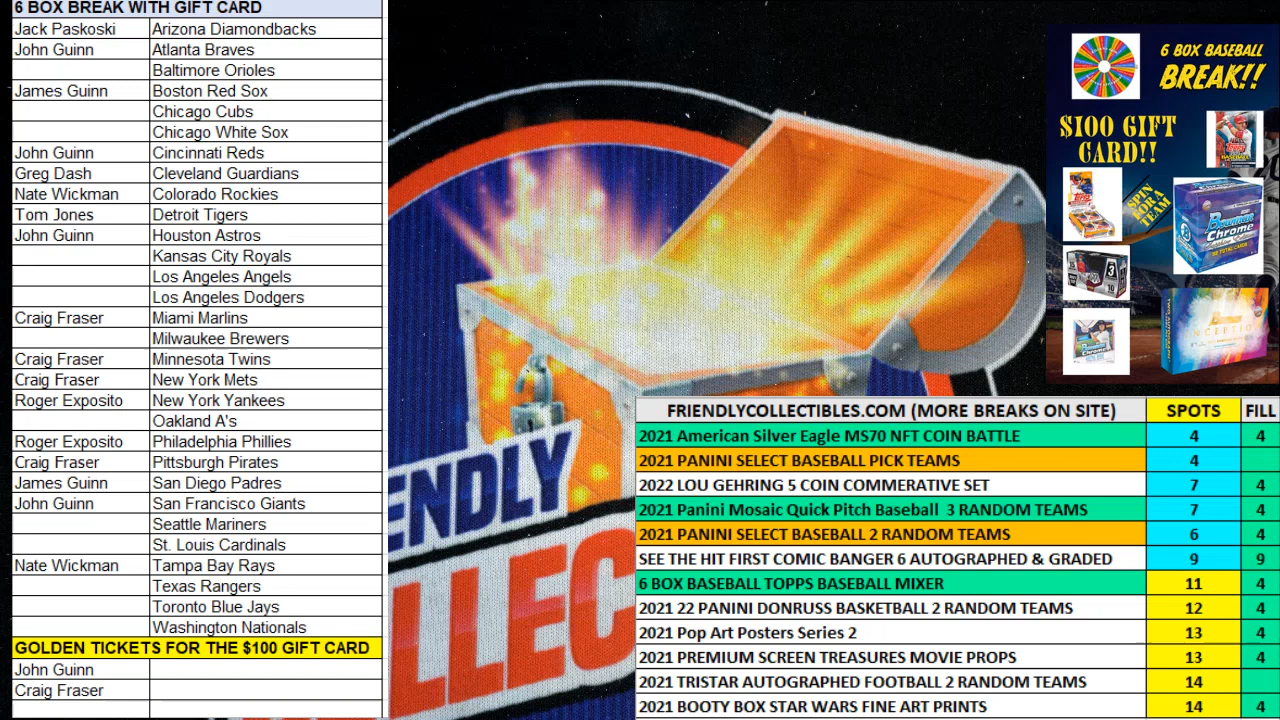 6 BOX BREAK WITH GIFT CARD
Jack Paskoski Arizona Diamondbacks
John Guinn Atlanta Braves
Baltimore Orioles
James Guinn Boston Red Sox
Chicago Cubs
Chicago White Sox
John Guinn Cincinnati Reds
Greg Dash Cleveland Guardians
Nate Wickman Colorado Rockies
Tom Jones Detroit Tigers
John Guinn Houston Astros
Kansas City Royals
Los Angeles Angels
Los Angeles Dodgers
Craig Fraser Miami Marlins
Milwaukee Brewers
Craig Fraser Minnesota Twins
Craig Fraser New York Mets
Roger Exposito New York Yankees
Oakland A's
Roger Exposito Philadelphia Phillies
Craig Fraser Pittsburgh Pirates
James Guinn San Diego Padres
John Guinn San Francisco Giants
Seattle Mariners
St. Louis Cardinals
Nate Wickman Tampa Bay Rays
Texas Rangers
Toronto Blue Jays
Washington Nationals
GOLDEN TICKETS FOR THE $100 GIFT CARD
John Guinn
Craig Fraser
ENDLY
LLEC
6 BOX BASEBALL
BREAK!!
$100 GIFT
CARD!!
SPIN
FOR A
TEAM
Bowman
Chrome
INCEPTIO
FRIENDLYCOLLECTIBLES.COM (MORE BREAKS ON SITE) SPOTS FILL
2021 American Silver Eagle MS70 NFT COIN BATTLE 4 4
2021 PANINI SELECT BASEBALL PICK TEAMS 4
2022 LOU GEHRING 5 COIN COMMERATIVE SET 7 4
2021 Panini Mosaic Quick Pitch Baseball 3 RANDOM TEAMS 7 4
2021 PANINI SELECT BASEBALL 2 RANDOM TEAMS 6 4
SEE THE HIT FIRST COMIC BANGER 6 AUTOGRAPHED & GRADED 9 9
6 BOX BASEBALL TOPPS BASEBALL MIXER 11 4
2021 22 PANINI DONRUSS BASKETBALL 2 RANDOM TEAMS 12 4
2021 Pop Art Posters Series 2 13 4
2021 PREMIUM SCREEN TREASURES MOVIE PROPS 13 4
2021 TRISTAR AUTOGRAPHED FOOTBALL 2 RANDOM TEAMS 14
2021 BOOTY BOX STAR WARS FINE ART PRINTS 14 4